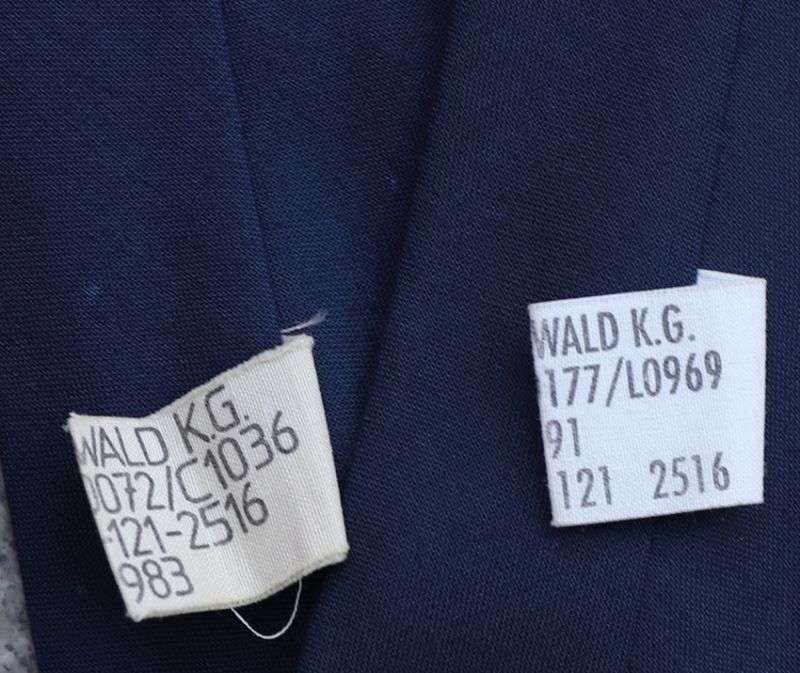 WALD K.G.
0072/C1036
-121-2516
983
WALD K.G.
177/L0969
91
121 2516